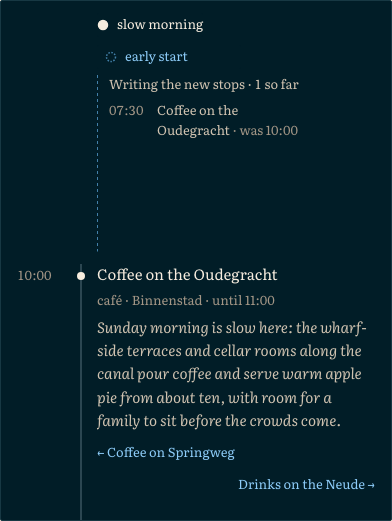 slow morning
early start
Writing the new stops · 1 so far
07:30 Coffee on the
Oudegracht · was 10:00
10:00 Coffee on the Oudegracht
café · Binnenstad · until 11:00
Sunday morning is slow here: the wharf-
side terraces and cellar rooms along the
canal pour coffee and serve warm apple
pie from about ten, with room for a
family to sit before the crowds come.
← Coffee on Springweg
Drinks on the Neude →